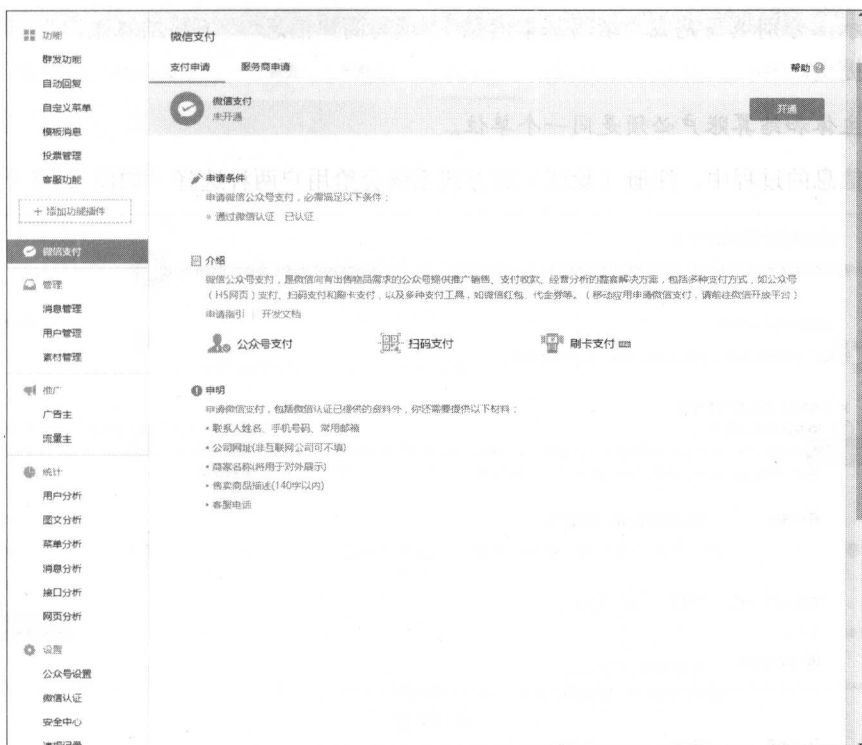 功能
群发功能
自动回复
自定义菜单
模板消息
投票管理
客服功能
+ 添加功能插件
微信支付
管理
消息管理
用户管理
素材管理
推广
广告主
流量主
统计
用户分析
图文分析
菜单分析
消息分析
接口分析
网页分析
设置
公众号设置
微信认证
安全中心
违规记录
微信支付
支付申请 服务商申请 帮助
微信支付
未开通
开通
申请条件
申请微信公众号支付，必需满足以下条件：
通过微信认证 已认证
介绍
微信公众号支付，是微信向有出售物品需求的公众号提供推广销售、支付收款、经营分析的整套解决方案，包括多种支付方式，如公众号
（H5网页）支付、扫码支付和刷卡支付，以及多种支付工具，如微信红包、代金券等。（移动应用申请微信支付，请前往微信开放平台）
申请指引 | 开发文档
公众号支付 扫码支付 刷卡支付
申明
申请微信支付，包括微信认证已提供的资料外，你还需要提供以下材料：
• 联系人姓名、手机号码、常用邮箱
• 公司网址(非互联网公司可不填)
• 商家名称(将用于对外展示)
• 售卖商品描述(140字以内)
• 客服电话